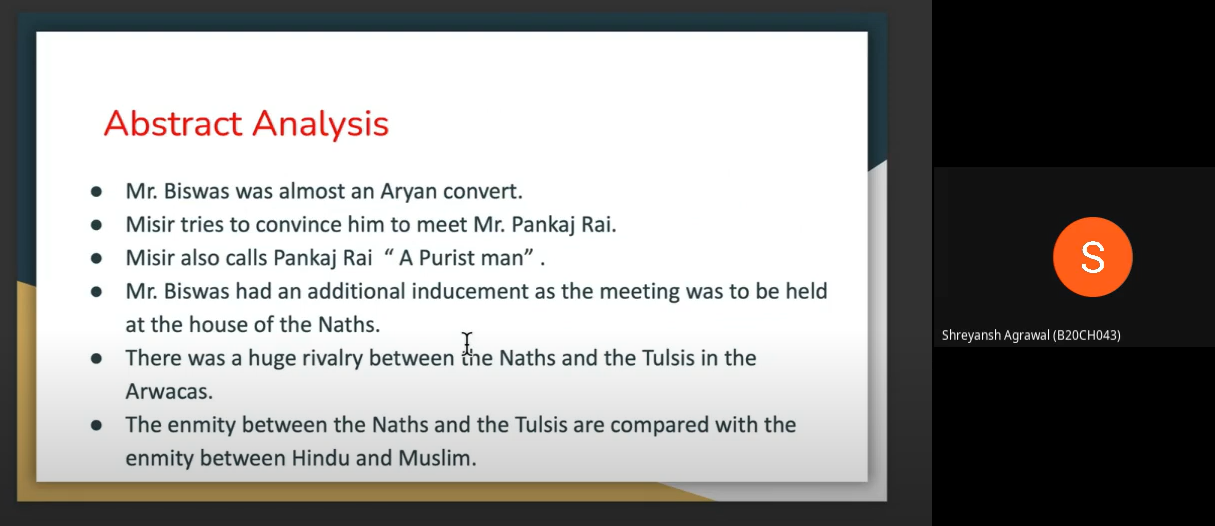 Abstract Analysis
● Mr. Biswas was almost an Aryan convert.
● Misir tries to convince him to meet Mr. Pankaj Rai.
● Misir also calls Pankaj Rai “ A Purist man” .
● Mr. Biswas had an additional inducement as the meeting was to be held
at the house of the Naths.
● There was a huge rivalry between the Naths and the Tulsis in the
Arwacas.
● The enmity between the Naths and the Tulsis are compared with the
enmity between Hindu and Muslim.
S
Shreyansh Agrawal (B20CH043)